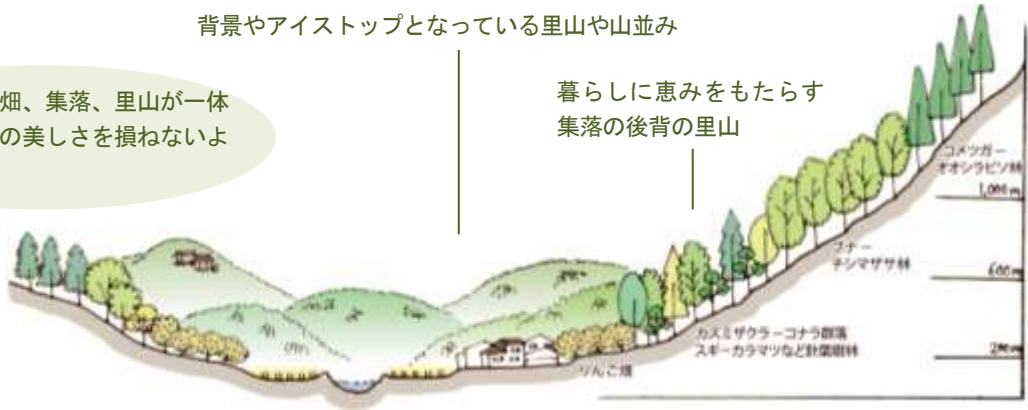 背景やアイストップとなっている里山や山並み
畑、集落、里山が一体
の美しさを損ねないよ
暮らしに恵みをもたらす
集落の後背の里山
コメツガー
オオシラビソ林
1,000m
ブナー
チシマザサ林
600m
カスミザクラーコナラ群落
スギーカラマツなど針葉樹林
200m
りんご畑